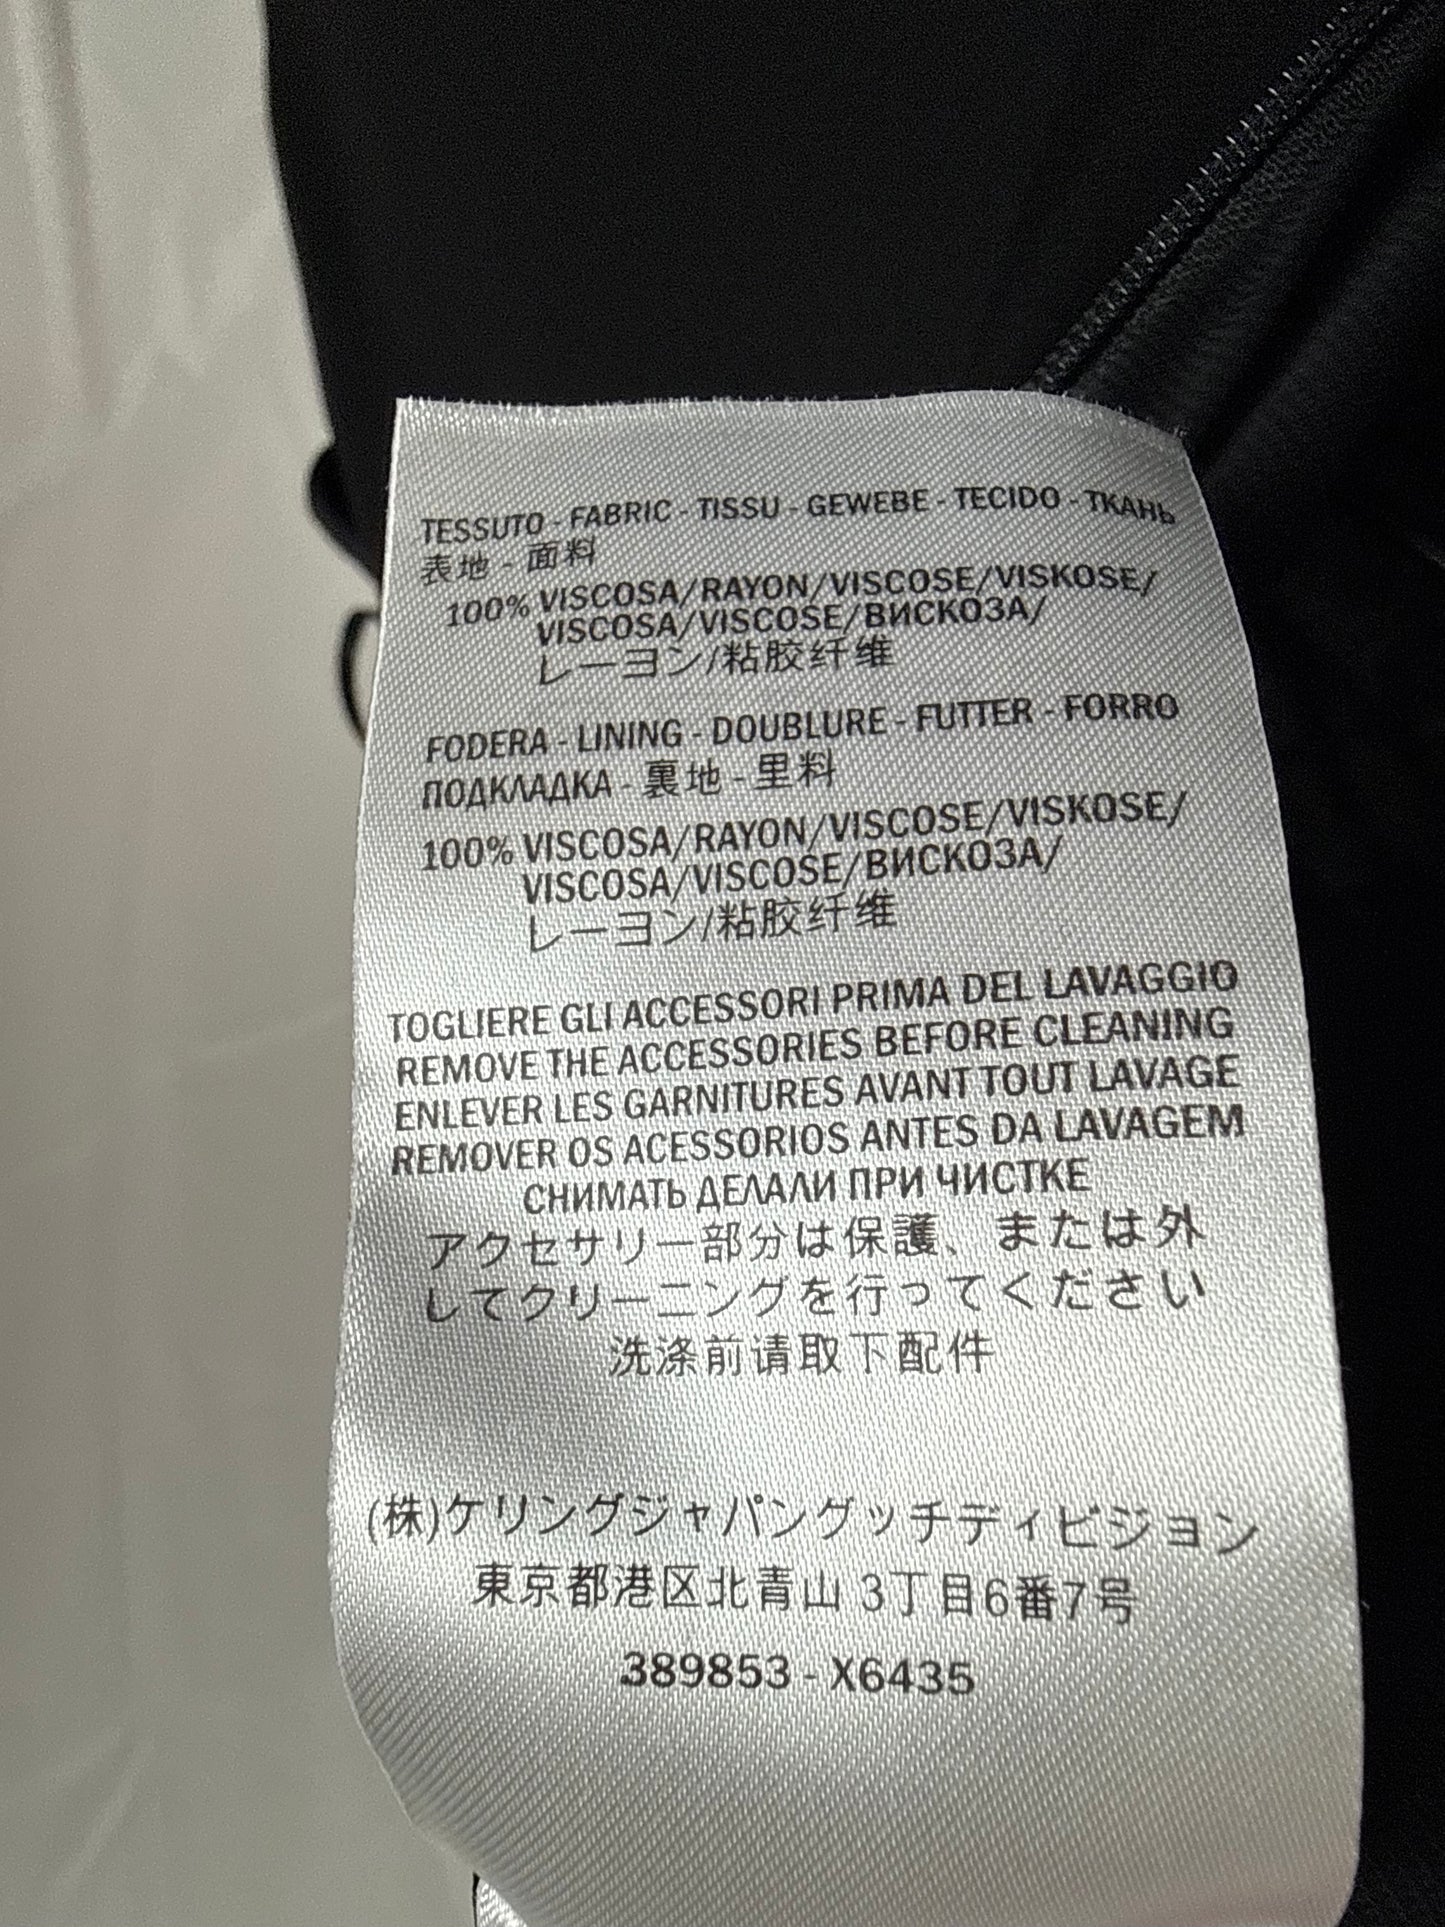 TESSUTO - FABRIC - TISSU - GEWEBE - TECIDO - ТКАНЬ
表地 - 面料
100% VISCOSA/RAYON/VISCOSE/VISKOSE/
VISCOSA/VISCOSE/ВИСКОЗА/
レーヨン/粘胶纤维
FODERA - LINING - DOUBLURE - FUTTER - FORRO
ПОДКЛАДКА - 裏地 - 里料
100% VISCOSA/RAYON/VISCOSE/VISKOSE/
VISCOSA/VISCOSE/ВИСКОЗА/
レーヨン/粘胶纤维
TOGLIERE GLI ACCESSORI PRIMA DEL LAVAGGIO
REMOVE THE ACCESSORIES BEFORE CLEANING
ENLEVER LES GARNITURES AVANT TOUT LAVAGE
REMOVER OS ACESSORIOS ANTES DA LAVAGEM
СНИМАТЬ ДЕЛАЛИ ПРИ ЧИСТКЕ
アクセサリー部分は保護、または外
してクリーニングを行ってください
洗涤前请取下配件
(株)ケリングジャパングッチディビジョン
東京都港区北青山 3丁目6番7号
389853 - X6435